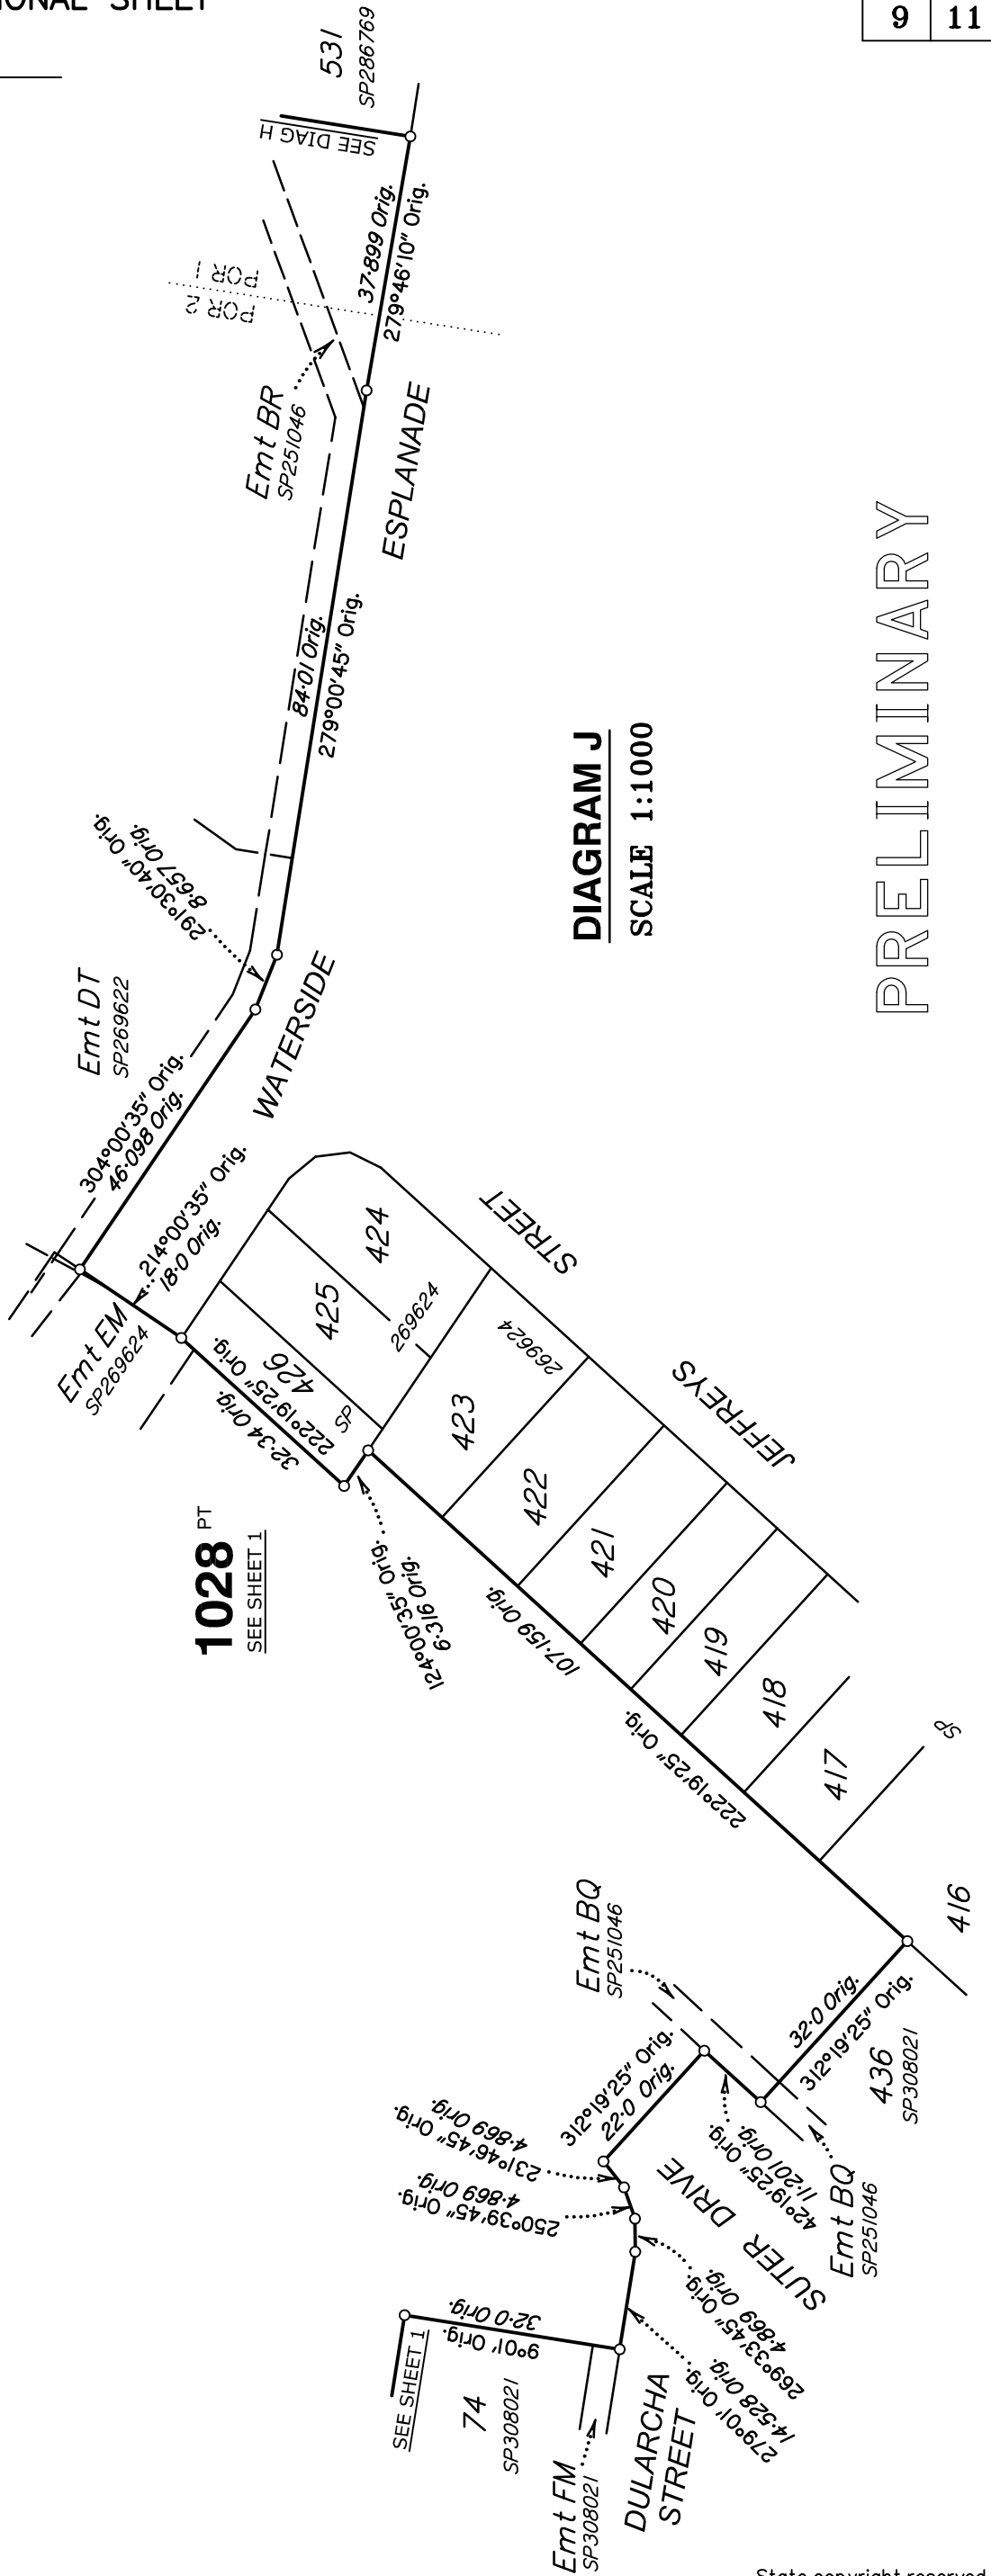 IONAL SHEET
9 11
531
SP286769
SEE DIAG H
POR 1
POR 2
37·899 Orig.
279°46'10" Orig.
Emt BR
SP251046
ESPLANADE
84·01 Orig.
279°00'45" Orig.
DIAGRAM J
SCALE 1:1000
PRELIMINARY
291°30'40" Orig.
8·657 Orig.
Emt DT
SP269622
WATERSIDE
304°00'35" Orig.
46·098 Orig.
214°00'35" Orig.
18·0 Orig.
Emt EM
SP269624
424
425
426
SP
269624
STREET
222°19'25" Orig.
32·34 Orig.
1028 PT
SEE SHEET 1
124°00'35" Orig.
6·316 Orig.
423
269624
422
421
420
419
418
417
SP
416
JEFFREYS
107·159 Orig.
222°19'25" Orig.
Emt BQ
SP251046
32·0 Orig.
312°19'25" Orig.
436
SP308021
312°19'25" Orig.
22·0 Orig.
42°19'25" Orig.
11·201 Orig.
Emt BQ
SP251046
231°46'45" Orig.
4·869 Orig.
250°39'45" Orig.
4·869 Orig.
SUTER DRIVE
269°33'45" Orig.
4·869 Orig.
279°01' Orig.
14·528 Orig.
32·0 Orig.
9°01' Orig.
SEE SHEET 1
74
SP308021
DULARCHA
STREET
Emt FM
SP308021
State copyright reserved